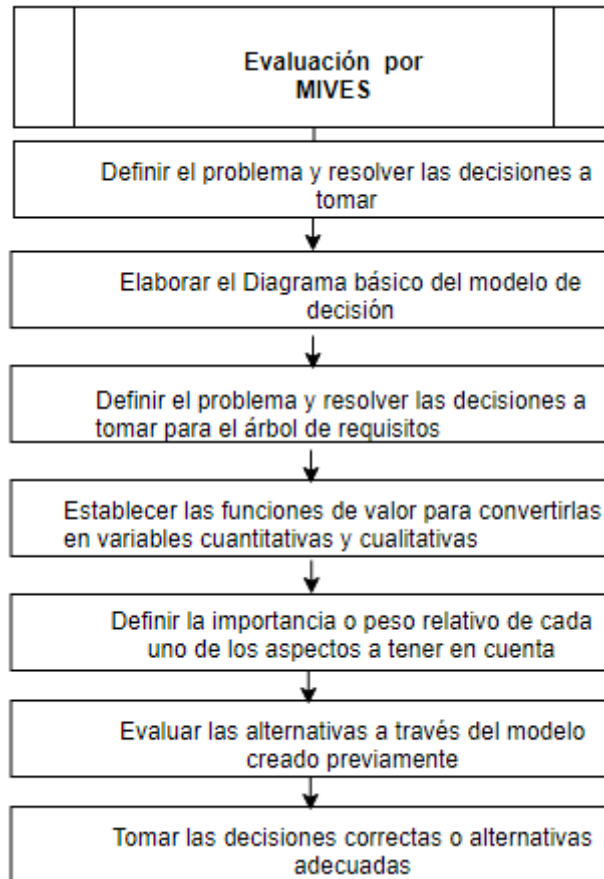 Evaluación por
MIVES
Definir el problema y resolver las decisiones a
tomar
Elaborar el Diagrama básico del modelo de
decisión
Definir el problema y resolver las decisiones a
tomar para el árbol de requisitos
Establecer las funciones de valor para convertirlas
en variables cuantitativas y cualitativas
Definir la importancia o peso relativo de cada
uno de los aspectos a tener en cuenta
Evaluar las alternativas a través del modelo
creado previamente
Tomar las decisiones correctas o alternativas
adecuadas